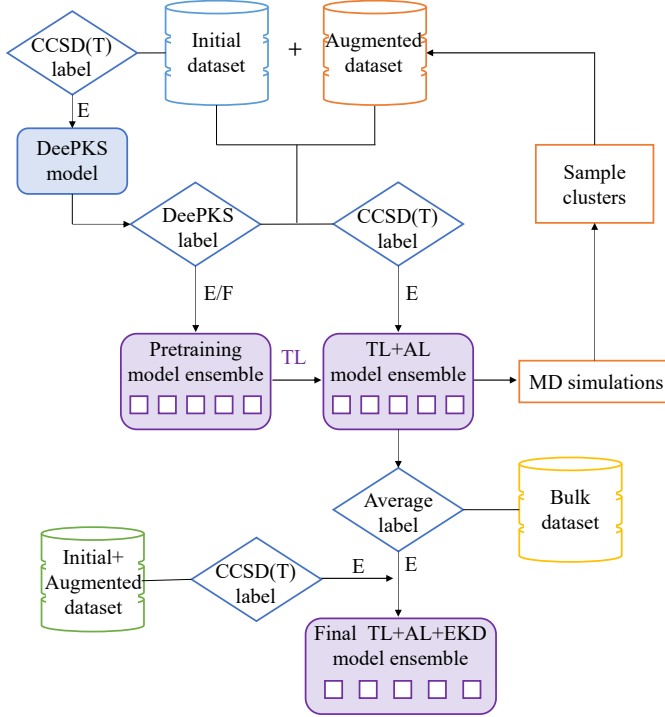 CCSD(T)
label
Initial
dataset
+
Augmented
dataset
E
DeePKS
model
Sample
clusters
DeePKS
label
CCSD(T)
label
E/F
E
Pretraining
model ensemble
TL
TL+AL
model ensemble
MD simulations
Average
label
Bulk
dataset
Initial+
Augmented
dataset
CCSD(T)
label
E
E
Final TL+AL+EKD
model ensemble